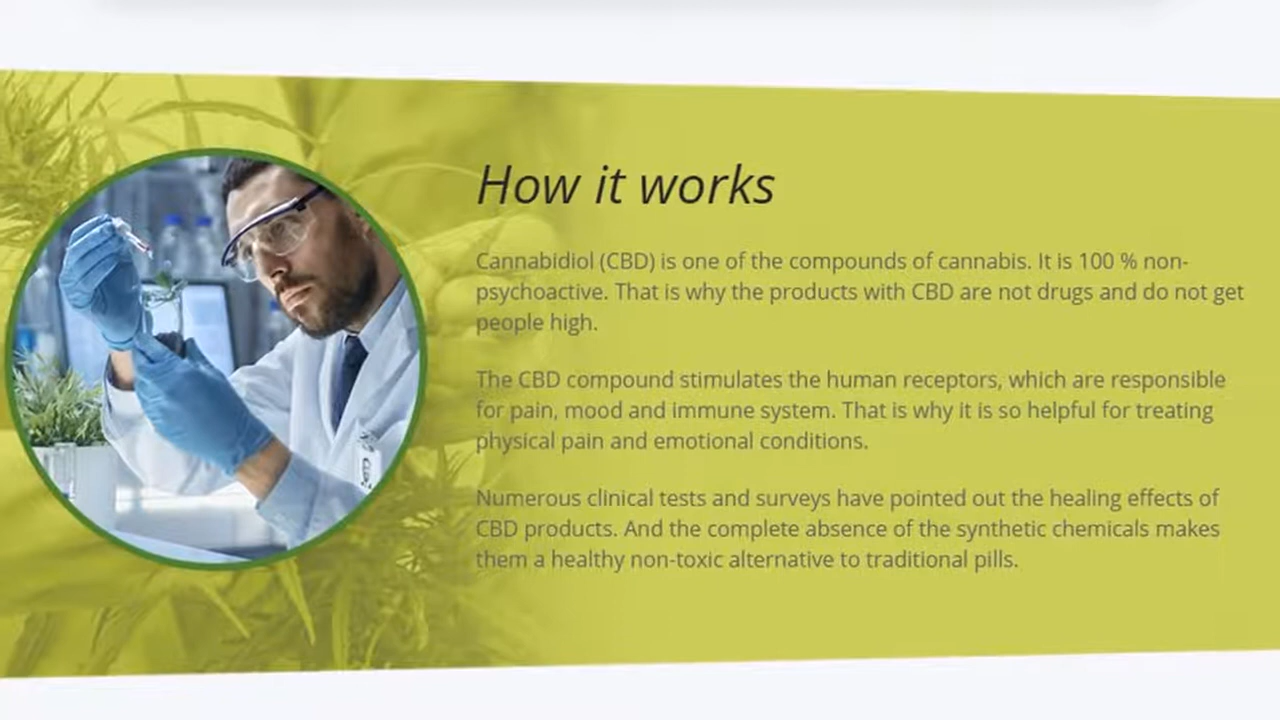 How it works
Cannabidiol (CBD) is one of the compounds of cannabis. It is 100 % non-
psychoactive. That is why the products with CBD are not drugs and do not get
people high.
The CBD compound stimulates the human receptors, which are responsible
for pain, mood and immune system. That is why it is so helpful for treating
physical pain and emotional conditions.
Numerous clinical tests and surveys have pointed out the healing effects of
CBD products. And the complete absence of the synthetic chemicals makes
them a healthy non-toxic alternative to traditional pills.